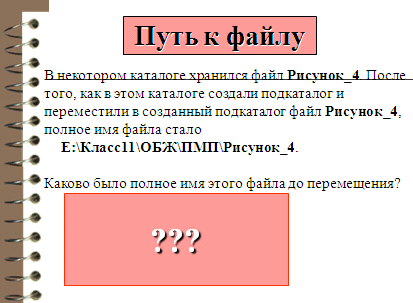 Путь к файлу
В некотором каталоге хранился файл Рисунок_4. После
того, как в этом каталоге создали подкаталог и
переместили в созданный подкаталог файл Рисунок_4,
полное имя файла стало
Е:\Класс11\ОБЖ\ПМП\Рисунок_4.
Каково было полное имя этого файла до перемещения?
???